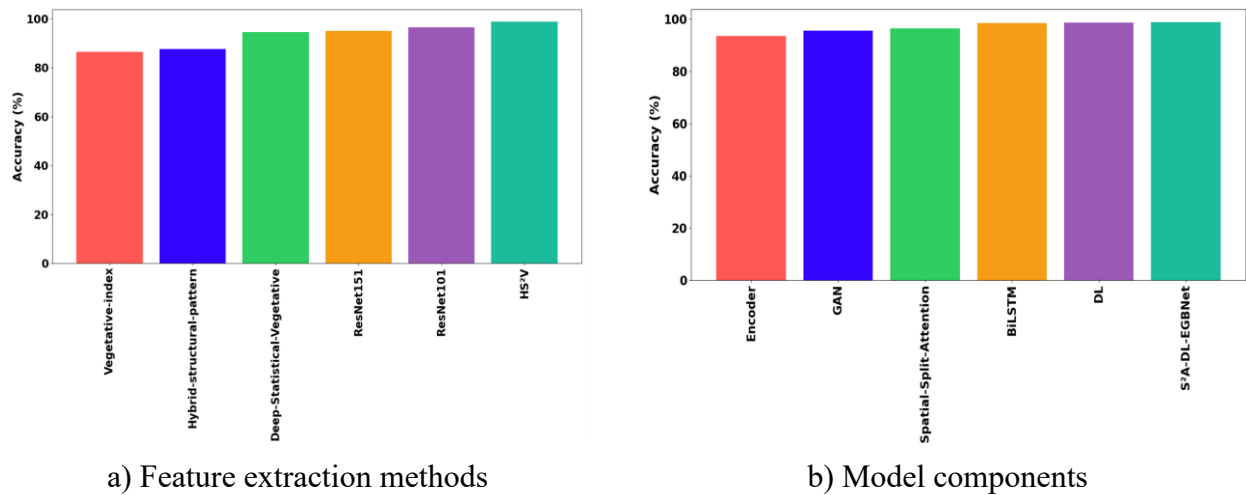 100
80
60
40
20
0
Accuracy (%)
Vegetative-index
Hybrid-structural-pattern
Deep-Statistical-Vegetative
ResNet151
ResNet101
HS²V
a) Feature extraction methods
100
80
60
40
20
0
Accuracy (%)
Encoder
GAN
Spatial-Split-Attention
BiLSTM
DL
S²A-DL-EGBNet
b) Model components